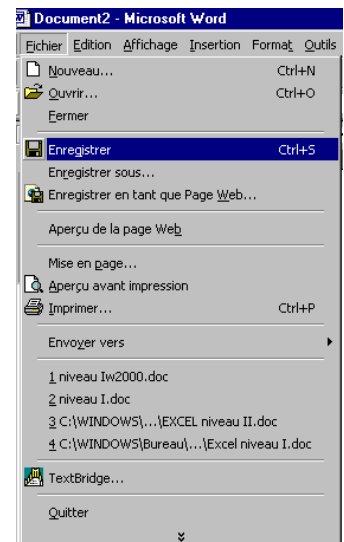 Document2 - Microsoft Word
Fichier Edition Affichage Insertion Format Outils
Nouveau... Ctrl+N
Ouvrir... Ctrl+O
Fermer
Enregistrer Ctrl+S
Enregistrer sous...
Enregistrer en tant que Page Web...
Aperçu de la page Web
Mise en page...
Aperçu avant impression
Imprimer... Ctrl+P
Envoyer vers
1 niveau Iw2000.doc
2 niveau I.doc
3 C:\WINDOWS\...\EXCEL niveau II.doc
4 C:\WINDOWS\Bureau\...\Excel niveau I.doc
TextBridge...
Quitter